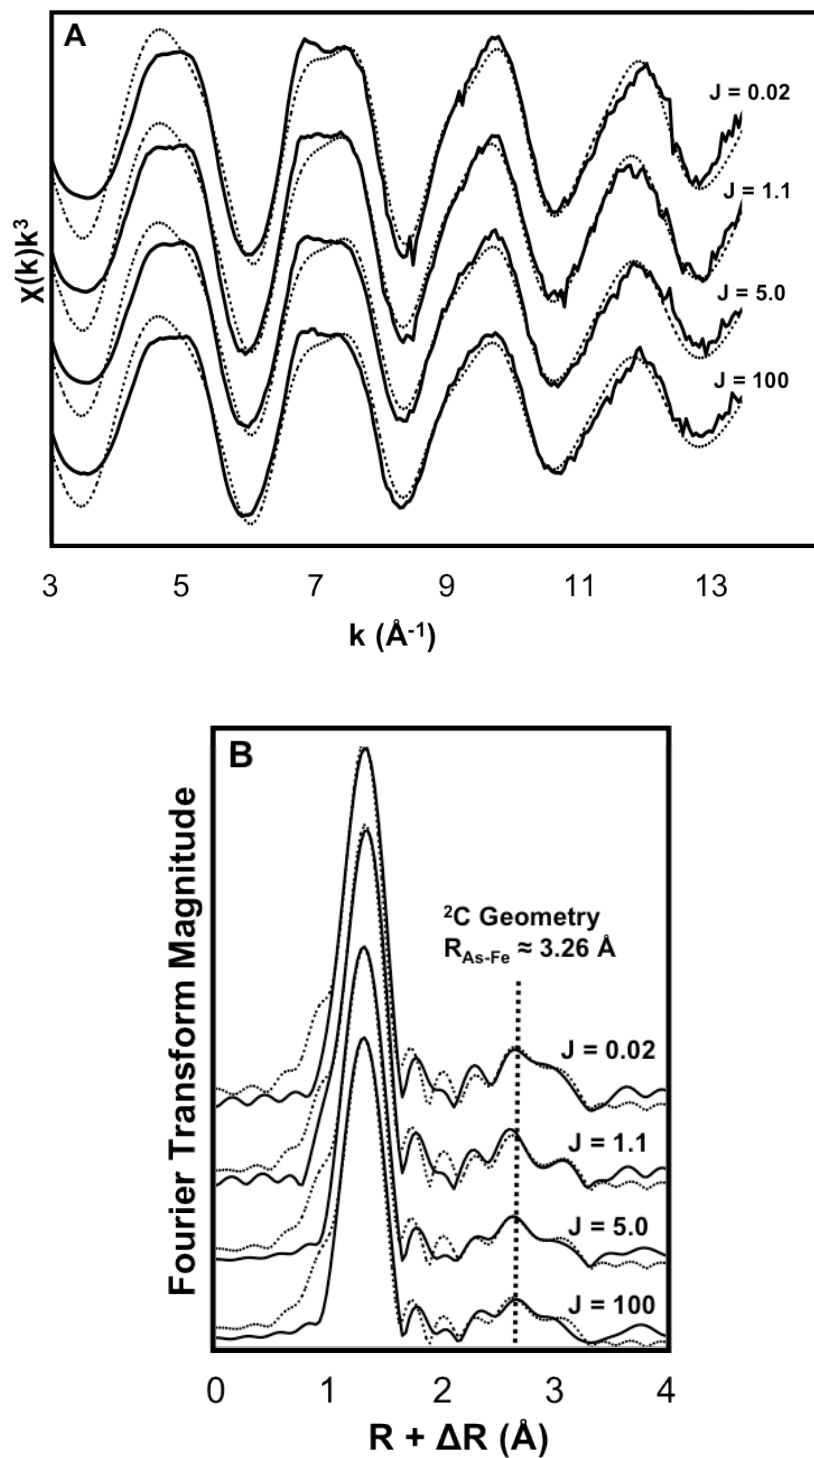 A
J = 0.02
J = 1.1
J = 5.0
J = 100
χ(k)k³
3 5 7 9 11 13
k (Å⁻¹)
B
²C Geometry
R_As-Fe ≈ 3.26 Å
J = 0.02
J = 1.1
J = 5.0
J = 100
Fourier Transform Magnitude
0 1 2 3 4
R + ΔR (Å)